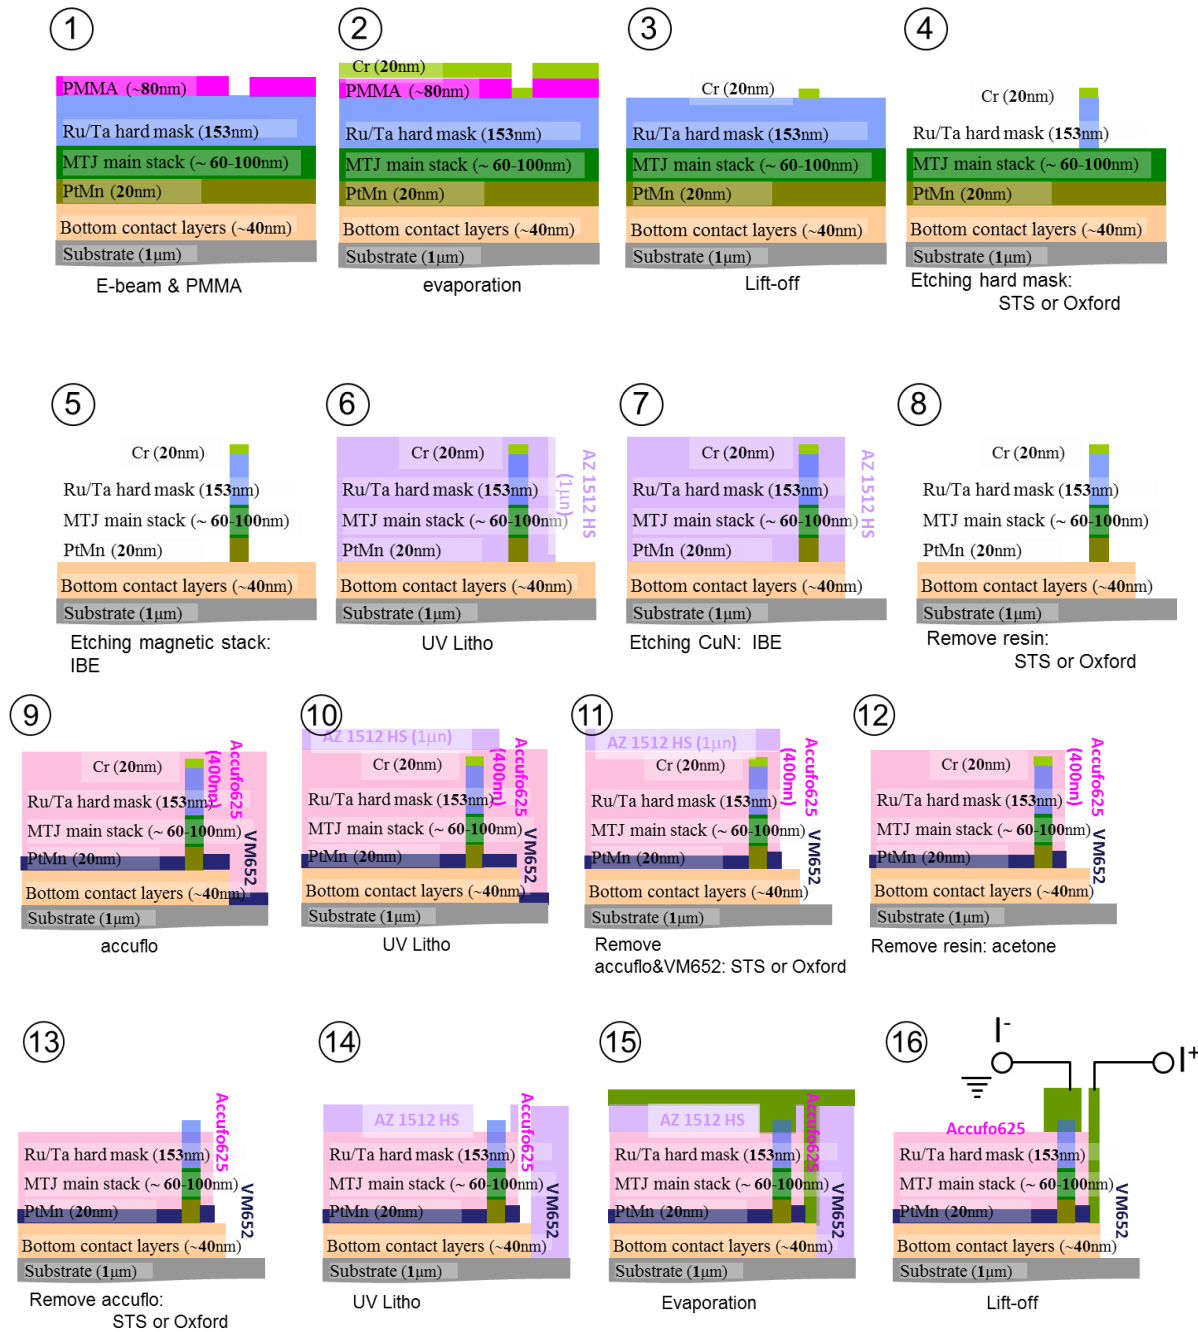 1
PMMA (~80nm)
Ru/Ta hard mask (153nm)
MTJ main stack (~ 60-100nm)
PtMn (20nm)
Bottom contact layers (~40nm)
Substrate (1μm)
E-beam & PMMA
2
Cr (20nm)
PMMA (~80nm)
Ru/Ta hard mask (153nm)
MTJ main stack (~ 60-100nm)
PtMn (20nm)
Bottom contact layers (~40nm)
Substrate (1μm)
evaporation
3
Cr (20nm)
Ru/Ta hard mask (153nm)
MTJ main stack (~ 60-100nm)
PtMn (20nm)
Bottom contact layers (~40nm)
Substrate (1μm)
Lift-off
4
Cr (20nm)
Ru/Ta hard mask (153nm)
MTJ main stack (~ 60-100nm)
PtMn (20nm)
Bottom contact layers (~40nm)
Substrate (1μm)
Etching hard mask:
STS or Oxford
5
Cr (20nm)
Ru/Ta hard mask (153nm)
MTJ main stack (~ 60-100nm)
PtMn (20nm)
Bottom contact layers (~40nm)
Substrate (1μm)
Etching magnetic stack:
IBE
6
Cr (20nm)
Ru/Ta hard mask (153nm)
MTJ main stack (~ 60-100nm)
PtMn (20nm)
Bottom contact layers (~40nm)
Substrate (1μm)
AZ 1512 HS
(1μn)
UV Litho
7
Cr (20nm)
Ru/Ta hard mask (153nm)
MTJ main stack (~ 60-100nm)
PtMn (20nm)
Bottom contact layers (~40nm)
Substrate (1μm)
AZ 1512 HS
Etching CuN: IBE
8
Cr (20nm)
Ru/Ta hard mask (153nm)
MTJ main stack (~ 60-100nm)
PtMn (20nm)
Bottom contact layers (~40nm)
Substrate (1μm)
Remove resin:
STS or Oxford
9
Cr (20nm)
Ru/Ta hard mask (153nm)
MTJ main stack (~ 60-100nm)
PtMn (20nm)
Bottom contact layers (~40nm)
Substrate (1μm)
Accufo625
(400nn)
VM652
accuflo
10
AZ 1512 HS (1μn)
Cr (20nm)
Ru/Ta hard mask (153nm)
MTJ main stack (~ 60-100nm)
PtMn (20nm)
Bottom contact layers (~40nm)
Substrate (1μm)
Accufo625
(400nn)
VM652
UV Litho
11
AZ 1512 HS (1μn)
Cr (20nm)
Ru/Ta hard mask (153nm)
MTJ main stack (~ 60-100nm)
PtMn (20nm)
Bottom contact layers (~40nm)
Substrate (1μm)
Accufo625
(400nn)
VM652
Remove
accuflo&VM652: STS or Oxford
12
Cr (20nm)
Ru/Ta hard mask (153nm)
MTJ main stack (~ 60-100nm)
PtMn (20nm)
Bottom contact layers (~40nm)
Substrate (1μm)
Accufo625
(400nn)
VM652
Remove resin: acetone
13
Ru/Ta hard mask (153nm)
MTJ main stack (~ 60-100nm)
PtMn (20nm)
Bottom contact layers (~40nm)
Substrate (1μm)
Accufo625
VM652
Remove accuflo:
STS or Oxford
14
AZ 1512 HS
Ru/Ta hard mask (153nm)
MTJ main stack (~ 60-100nm)
PtMn (20nm)
Bottom contact layers (~40nm)
Substrate (1μm)
Accufo625
VM652
UV Litho
15
AZ 1512 HS
Ru/Ta hard mask (153nm)
MTJ main stack (~ 60-100nm)
PtMn (20nm)
Bottom contact layers (~40nm)
Substrate (1μm)
Accufo625
VM652
Evaporation
16
I-
I+
Accufo625
Ru/Ta hard mask (153nm)
MTJ main stack (~ 60-100nm)
PtMn (20nm)
Bottom contact layers (~40nm)
Substrate (1μm)
VM652
Lift-off